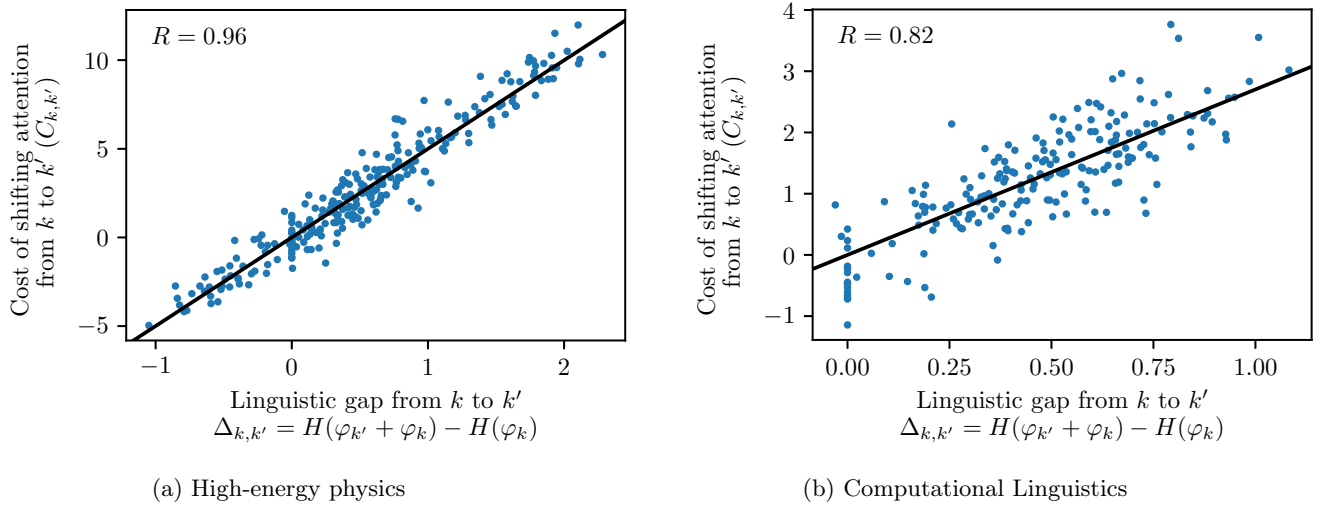 R = 0.96
Cost of shifting attention
from k to k′ (C_{k,k′})
10
5
0
−5
−1
0
1
2
Linguistic gap from k to k′
Δ_{k,k′} = H(φ_{k′} + φ_k) − H(φ_k)
(a) High-energy physics
R = 0.82
Cost of shifting attention
from k to k′ (C_{k,k′})
4
3
2
1
0
−1
0.00
0.25
0.50
0.75
1.00
Linguistic gap from k to k′
Δ_{k,k′} = H(φ_{k′} + φ_k) − H(φ_k)
(b) Computational Linguistics